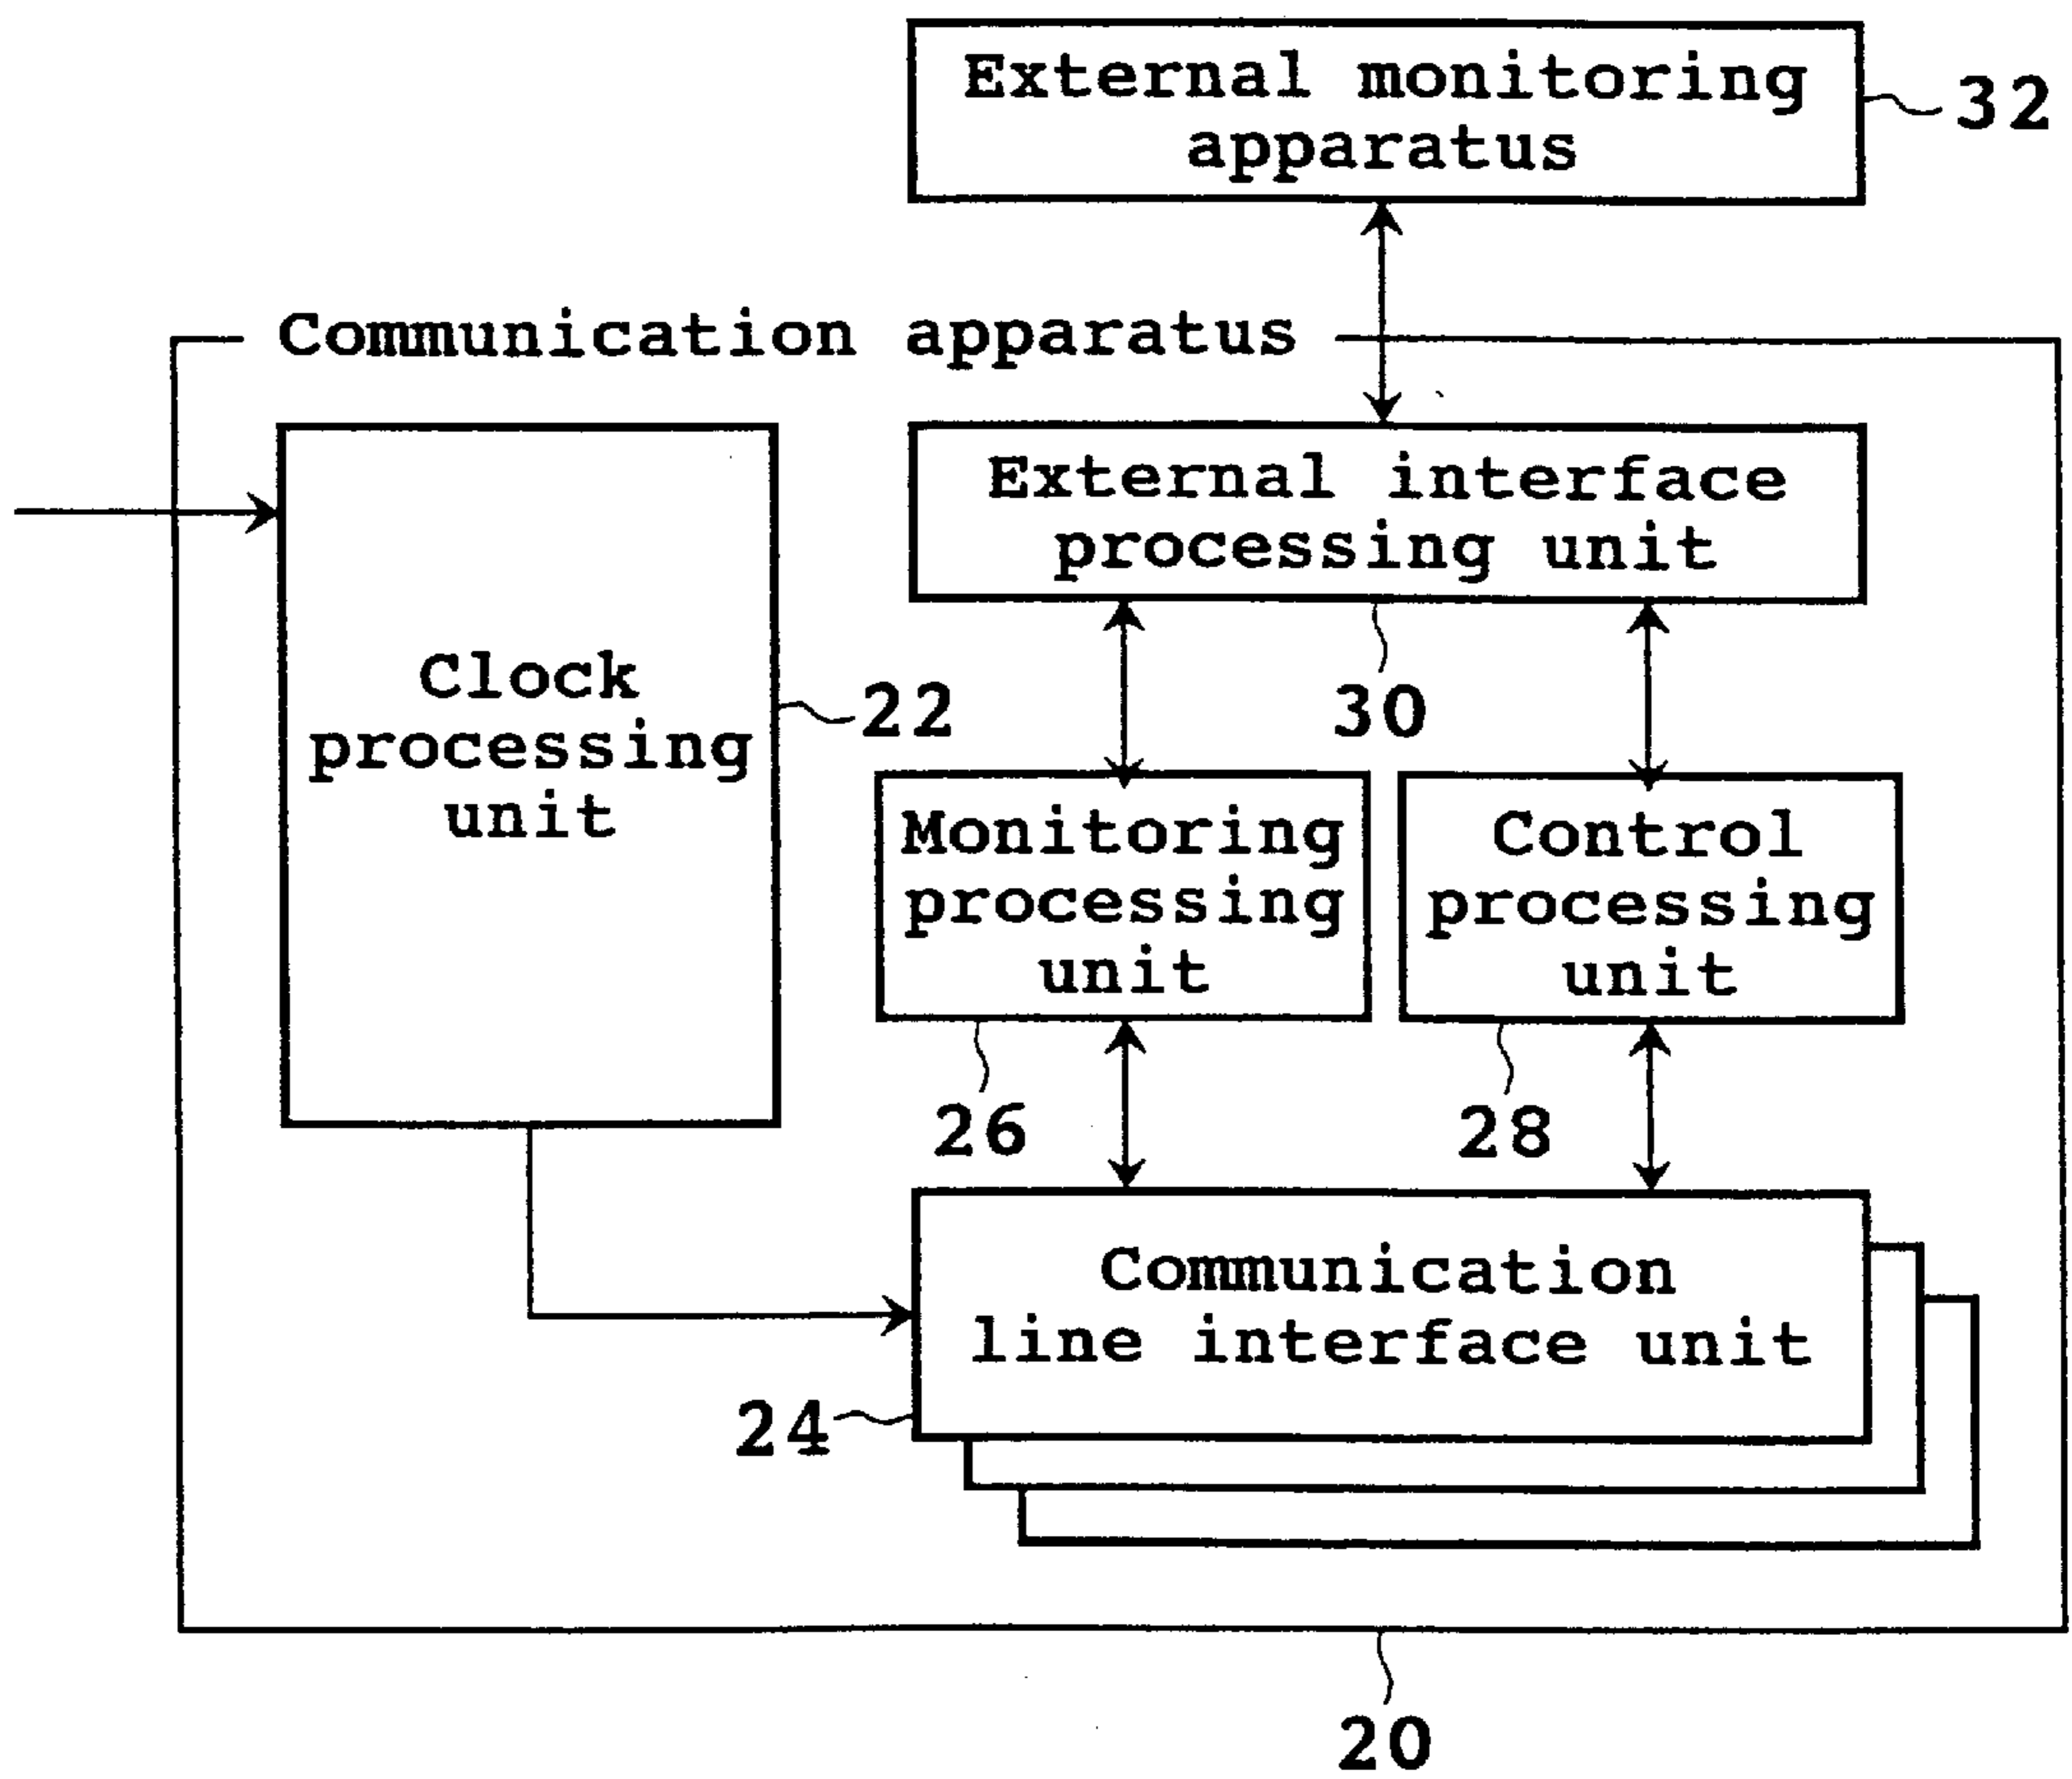 External monitoring
apparatus
32
Communication apparatus
External interface
processing unit
Clock
processing
unit
22
30
Monitoring
processing
unit
Control
processing
unit
26
28
Communication
line interface unit
24
20